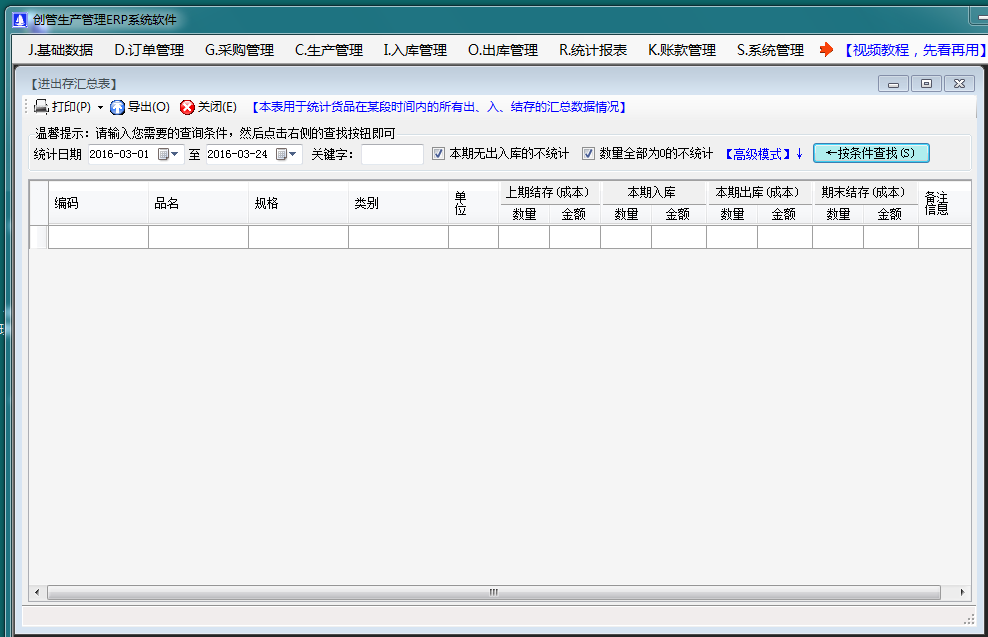 创管生产管理ERP系统软件
J.基础数据 D.订单管理 G.采购管理 C.生产管理 I.入库管理 O.出库管理 R.统计报表 K.账款管理 S.系统管理 【视频教程，先看再用】
【进出存汇总表】
打印(P) 导出(O) 关闭(E) 【本表用于统计货品在某段时间内的所有出、入、结存的汇总数据情况】
温馨提示：请输入您需要的查询条件，然后点击右侧的查找按钮即可
统计日期 2016-03-01 至 2016-03-24 关键字： 本期无出入库的不统计 数量全部为0的不统计 【高级模式】↓ ←按条件查找(S)
编码 品名 规格 类别 单位 上期结存(成本) 本期入库 本期出库(成本) 期末结存(成本) 备注信息
数量 金额 数量 金额 数量 金额 数量 金额